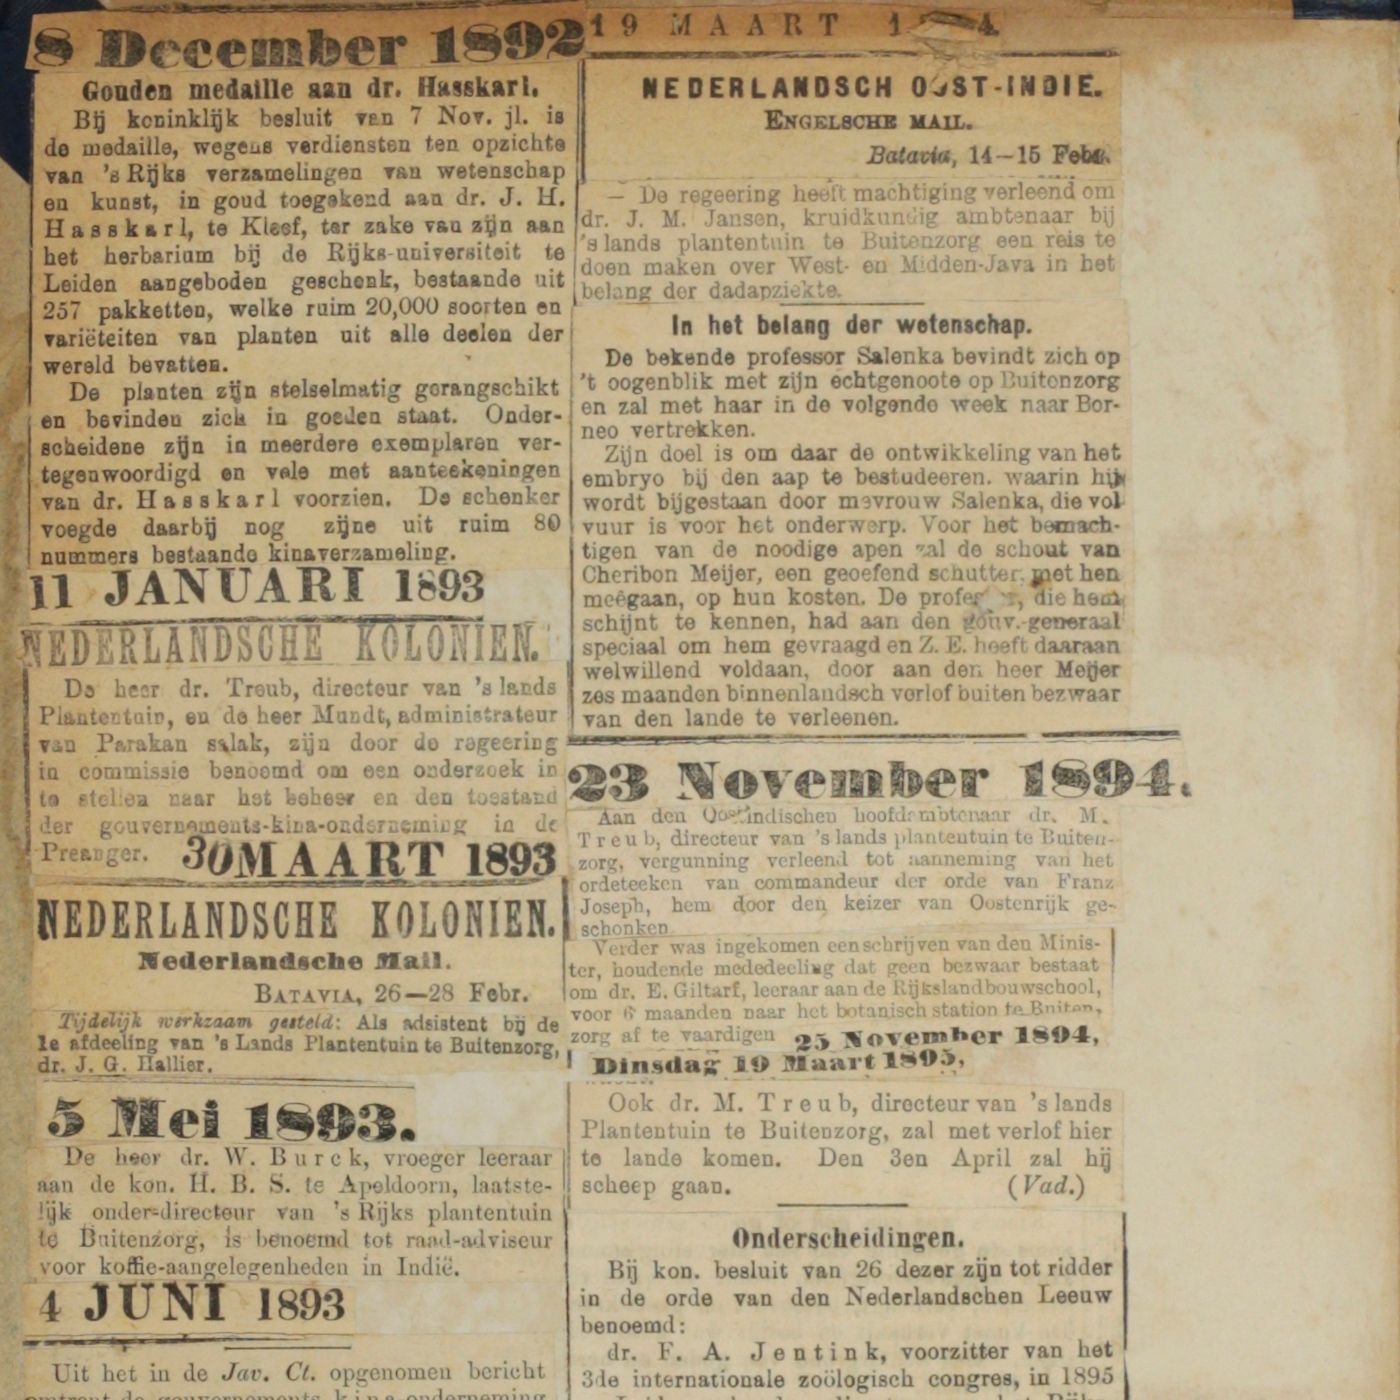 8 December 1892
Gouden medaille aan dr. Hasskarl.
Bij koninklijk besluit van 7 Nov. jl. is
de medaille, wegens verdiensten ten opzichte
van 's Rijks verzamelingen van wetenschap
en kunst, in goud toegekend aan dr. J. H.
Hasskarl, te Kleef, ter zake van zijn aan
het herbarium bij de Rijks-universiteit te
Leiden aangeboden geschenk, bestaande uit
257 pakketten, welke ruim 20,000 soorten en
variëteiten van planten uit alle deelen der
wereld bevatten.
De planten zijn stelselmatig gerangschikt
en bevinden zich in goeden staat. Onder-
scheidene zijn in meerdere exemplaren ver-
tegenwoordigd en vele met aanteekeningen
van dr. Hasskarl voorzien. De schenker
voegde daarbij nog zijne uit ruim 80
nummers bestaande kinaverzameling.
11 JANUARI 1893
NEDERLANDSCHE KOLONIEN.
De heer dr. Treub, directeur van 's lands
Plantentuin, en de heer Mundt, administrateur
van Parakan salak, zijn door de regeering
in commissie benoemd om een onderzoek in
te stellen naar het beheer en den toestand
der gouvernements-kina-onderneming in de
Preanger.
30 MAART 1893
NEDERLANDSCHE KOLONIEN.
Nederlandsche Mail.
BATAVIA, 26—28 Febr.
Tijdelijk werkzaam gesteld: Als adsistent bij de
1e afdeeling van 's Lands Plantentuin te Buitenzorg,
dr. J. G. Hallier.
5 Mei 1893.
De heer dr. W. Burck, vroeger leeraar
aan de kon. H. B. S. te Apeldoorn, laatste-
lijk onder-directeur van 's Rijks plantentuin
te Buitenzorg, is benoemd tot raad-adviseur
voor koffie-aangelegenheden in Indië.
4 JUNI 1893
Uit het in de Jav. Ct. opgenomen bericht
omtrent de gouvernements kina-onderneming
19 MAART 1 4
NEDERLANDSCH OOST-INDIE.
ENGELSCHE MAIL.
Batavia, 14—15 Febr.
— De regeering heeft machtiging verleend om
dr. J. M. Jansen, kruidkundig ambtenaar bij
's lands plantentuin te Buitenzorg een reis te
doen maken over West- en Midden-Java in het
belang der dadapziekte.
In het belang der wetenschap.
De bekende professor Salenka bevindt zich op
't oogenblik met zijn echtgenoote op Buitenzorg
en zal met haar in de volgende week naar Bor-
neo vertrekken.
Zijn doel is om daar de ontwikkeling van het
embryo bij den aap te bestudeeren. waarin hij
wordt bijgestaan door mevrouw Salenka, die vol
vuur is voor het onderwerp. Voor het bemach-
tigen van de noodige apen zal de schout van
Cheribon Meijer, een geoefend schutter, met hen
meêgaan, op hun kosten. De professor, die hem
schijnt te kennen, had aan den gouv.-generaal
speciaal om hem gevraagd en Z. E. heeft daaraan
welwillend voldaan, door aan den heer Meijer
zes maanden binnenlandsch verlof buiten bezwaar
van den lande te verleenen.
23 November 1894.
Aan den Oostindischen hoofdambtenaar dr. M.
Treub, directeur van 's lands plantentuin te Buiten-
zorg, vergunning verleend tot aanneming van het
ordeteeken van commandeur der orde van Franz
Joseph, hem door den keizer van Oostenrijk ge-
schonken
Verder was ingekomen een schrijven van den Minis-
ter, houdende mededeeling dat geen bezwaar bestaat
om dr. E. Giltarf, leeraar aan de Rijkslandbouwschool,
voor 6 maanden naar het botanisch station te Buiten-
zorg af te vaardigen 25 November 1894,
Dinsdag 19 Maart 1895,
Ook dr. M. Treub, directeur van 's lands
Plantentuin te Buitenzorg, zal met verlof hier
te lande komen. Den 3en April zal hij
scheep gaan. (Vad.)
Onderscheidingen.
Bij kon. besluit van 26 dezer zijn tot ridder
in de orde van den Nederlandschen Leeuw
benoemd:
dr. F. A. Jentink, voorzitter van het
3de internationale zoölogisch congres, in 1895